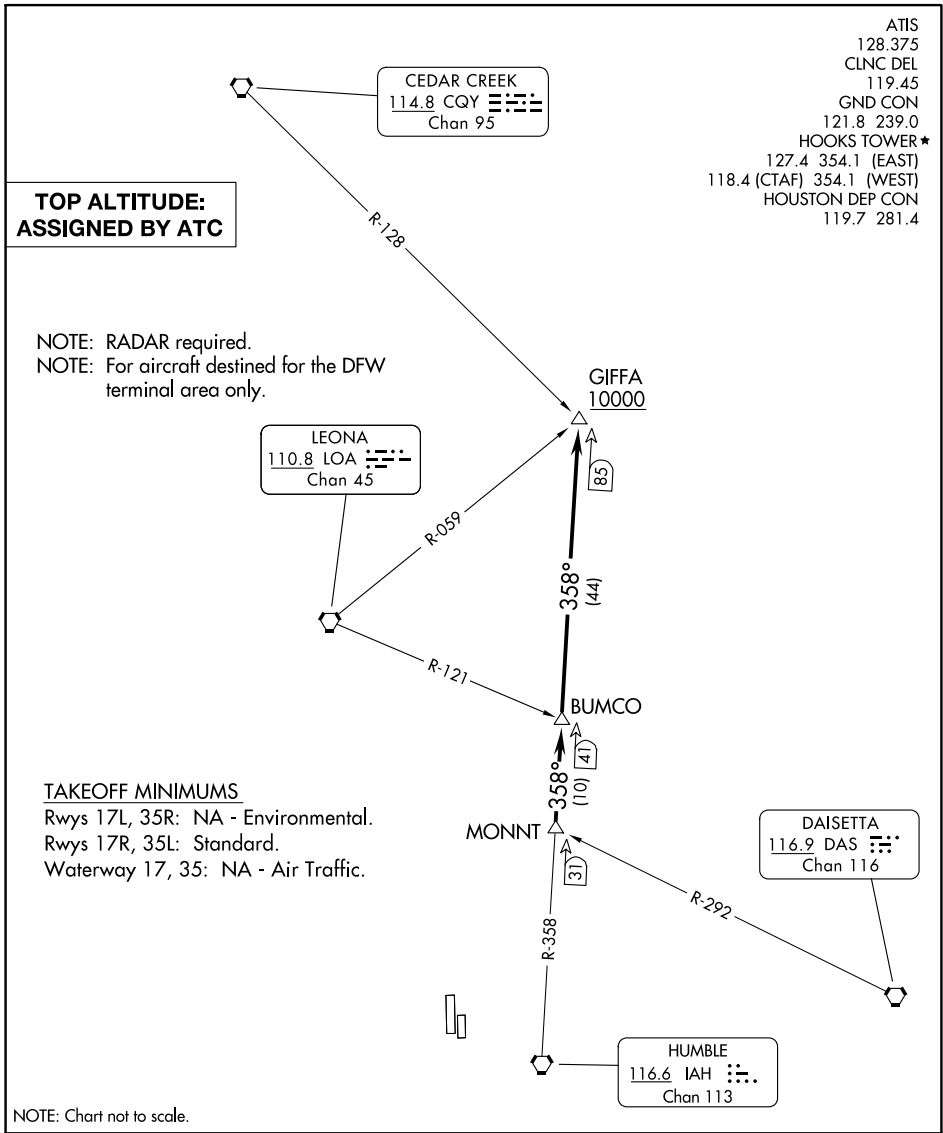 ATIS
128.375
CLNC DEL
119.45
GND CON
121.8 239.0
HOOKS TOWER★
127.4 354.1 (EAST)
118.4 (CTAF) 354.1 (WEST)
HOUSTON DEP CON
119.7 281.4
CEDAR CREEK
114.8 CQY
Chan 95
TOP ALTITUDE:
ASSIGNED BY ATC
R-128
NOTE: RADAR required.
NOTE: For aircraft destined for the DFW
terminal area only.
GIFFA
10000
LEONA
110.8 LOA
Chan 45
85
R-059
358°
(44)
R-121
BUMCO
41
358°
(10)
TAKEOFF MINIMUMS
Rwys 17L, 35R: NA - Environmental.
Rwys 17R, 35L: Standard.
Waterway 17, 35: NA - Air Traffic.
MONNT
31
DAISETTA
116.9 DAS
Chan 116
R-292
R-358
HUMBLE
116.6 IAH
Chan 113
NOTE: Chart not to scale.